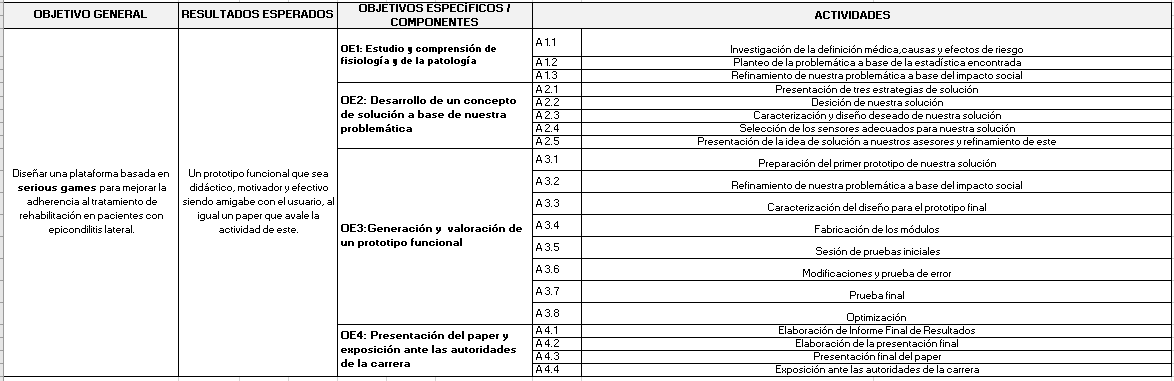 OBJETIVO GENERAL
RESULTADOS ESPERADOS
OBJETIVOS ESPECÍFICOS /
COMPONENTES
ACTIVIDADES
Diseñar una plataforma basada en
serious games para mejorar la
adherencia al tratamiento de
rehabilitación en pacientes con
epicondilitis lateral.
Un prototipo funcional que sea
didáctico, motivador y efectivo
siendo amigabe con el usuario, al
igual un paper que avale la
actividad de este.
OE1: Estudio y comprensión de
fisiología y de la patología
A 1.1 Investigación de la definición médica,causas y efectos de riesgo
A 1.2 Planteo de la problemática a base de la estadística encontrada
A 1.3 Refinamiento de nuestra problemática a base del impacto social
OE2: Desarrollo de un concepto
de solución a base de nuestra
problemática
A 2.1 Presentación de tres estrategias de solución
A 2.2 Desición de nuestra solución
A 2.3 Caracterización y diseño deseado de nuestra solución
A 2.4 Selección de los sensores adecuados para nuestra solución
A 2.5 Presentación de la idea de solución a nuestros asesores y refinamiento de este
OE3:Generación y valoración de
un prototipo funcional
A 3.1 Preparación del primer prototipo de nuestra solución
A 3.2 Refinamiento de nuestra problemática a base del impacto social
A 3.3 Caracterización del diseño para el prototipo final
A 3.4 Fabricación de los módulos
A 3.5 Sesión de pruebas iniciales
A 3.6 Modificaciones y prueba de error
A 3.7 Prueba final
A 3.8 Optimización
OE4: Presentación del paper y
exposición ante las autoridades
de la carrera
A 4.1 Elaboración de Informe Final de Resultados
A 4.2 Elaboración de la presentación final
A 4.3 Presentación final del paper
A 4.4 Exposición ante las autoridades de la carrera